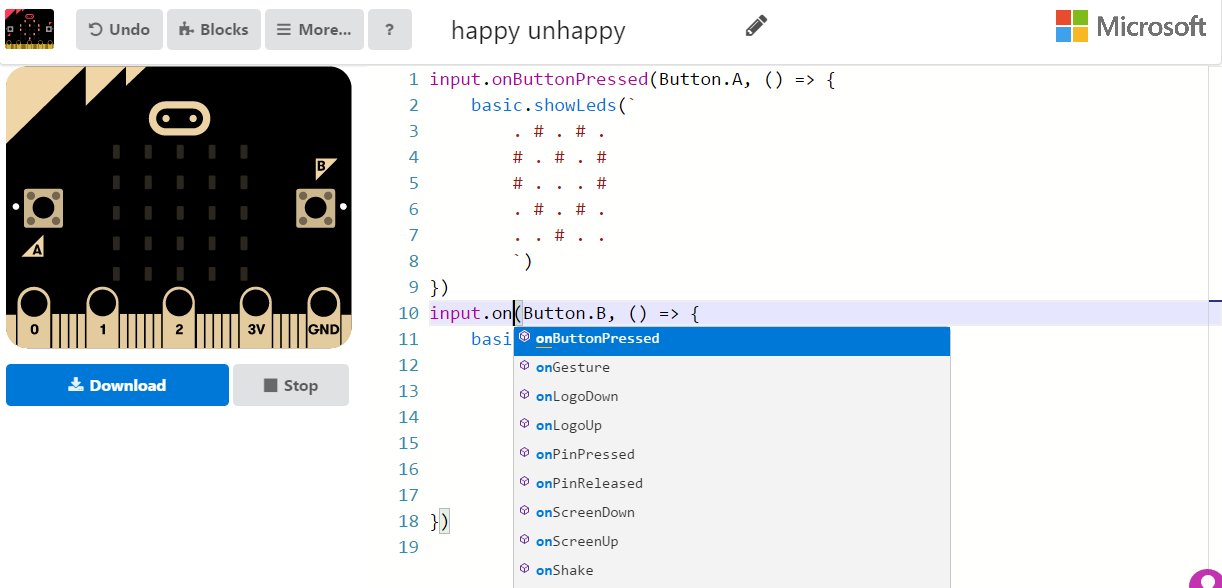 Undo Blocks More... ? happy unhappy Microsoft
B
A
0 1 2 3V GND
Download Stop
1 input.onButtonPressed(Button.A, () => {
2 basic.showLeds(`
3 . # . # .
4 # . # . #
5 # . . . #
6 . # . # .
7 . . # . .
8 `)
9 })
10 input.on(Button.B, () => {
11 basi
12
13
14
15
16
17
18 })
19
onButtonPressed
onGesture
onLogoDown
onLogoUp
onPinPressed
onPinReleased
onScreenDown
onScreenUp
onShake